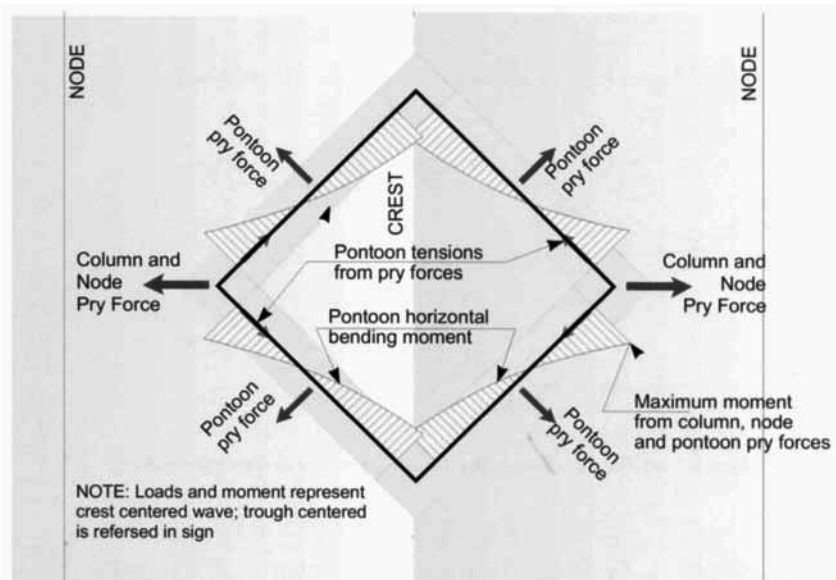 NODE
NODE
Pontoon
pry force
Pontoon
pry force
CREST
Column and
Node
Pry Force
Pontoon tensions
from pry forces
Column and
Node
Pry Force
Pontoon horizontal
bending moment
Pontoon
pry force
Pontoon
pry force
Maximum moment
from column, node
and pontoon pry forces
NOTE: Loads and moment represent
crest centered wave; trough centered
is refersed in sign